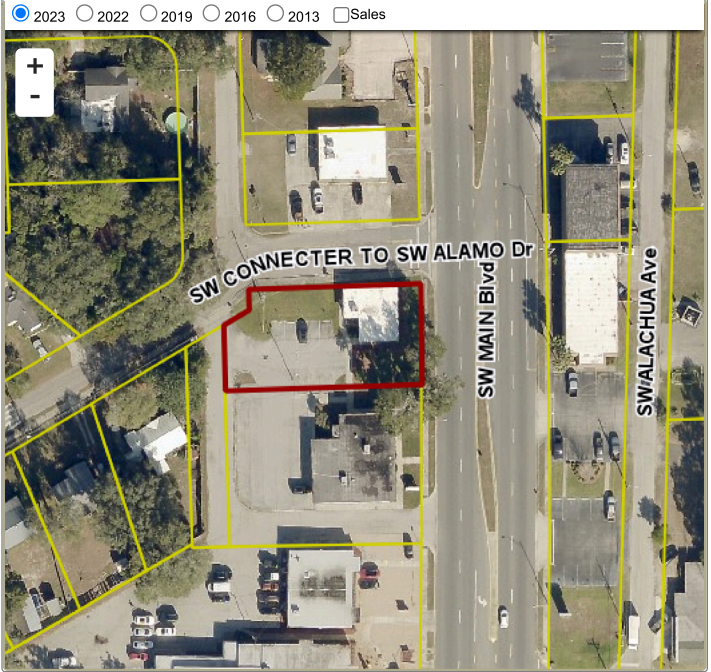 2023 2022 2019 2016 2013 Sales
+
-
SW CONNECTER TO SW ALAMO Dr
SW MAIN Blvd
SW ALACHUA Ave